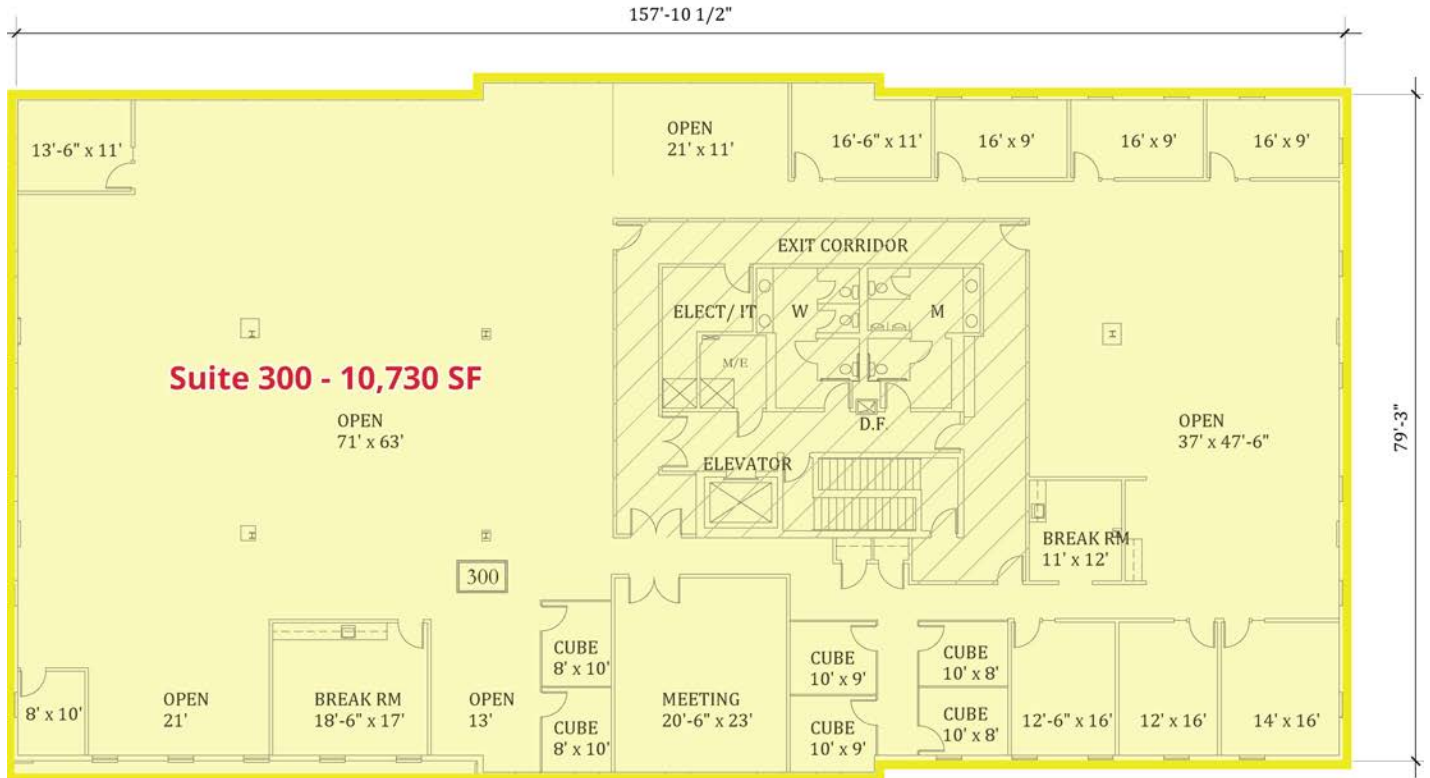 157'-10 1/2"
13'-6" x 11'
OPEN
21' x 11'
16'-6" x 11'
16' x 9'
16' x 9'
16' x 9'
EXIT CORRIDOR
ELECT/ IT
W
M
M/E
Suite 300 - 10,730 SF
OPEN
71' x 63'
D.F.
OPEN
37' x 47'-6"
79'-3"
ELEVATOR
BREAK RM
11' x 12'
300
CUBE
8' x 10'
CUBE
10' x 9'
CUBE
10' x 8'
8' x 10'
OPEN
21'
BREAK RM
18'-6" x 17'
OPEN
13'
CUBE
8' x 10'
MEETING
20'-6" x 23'
CUBE
10' x 9'
CUBE
10' x 8'
12'-6" x 16'
12' x 16'
14' x 16'